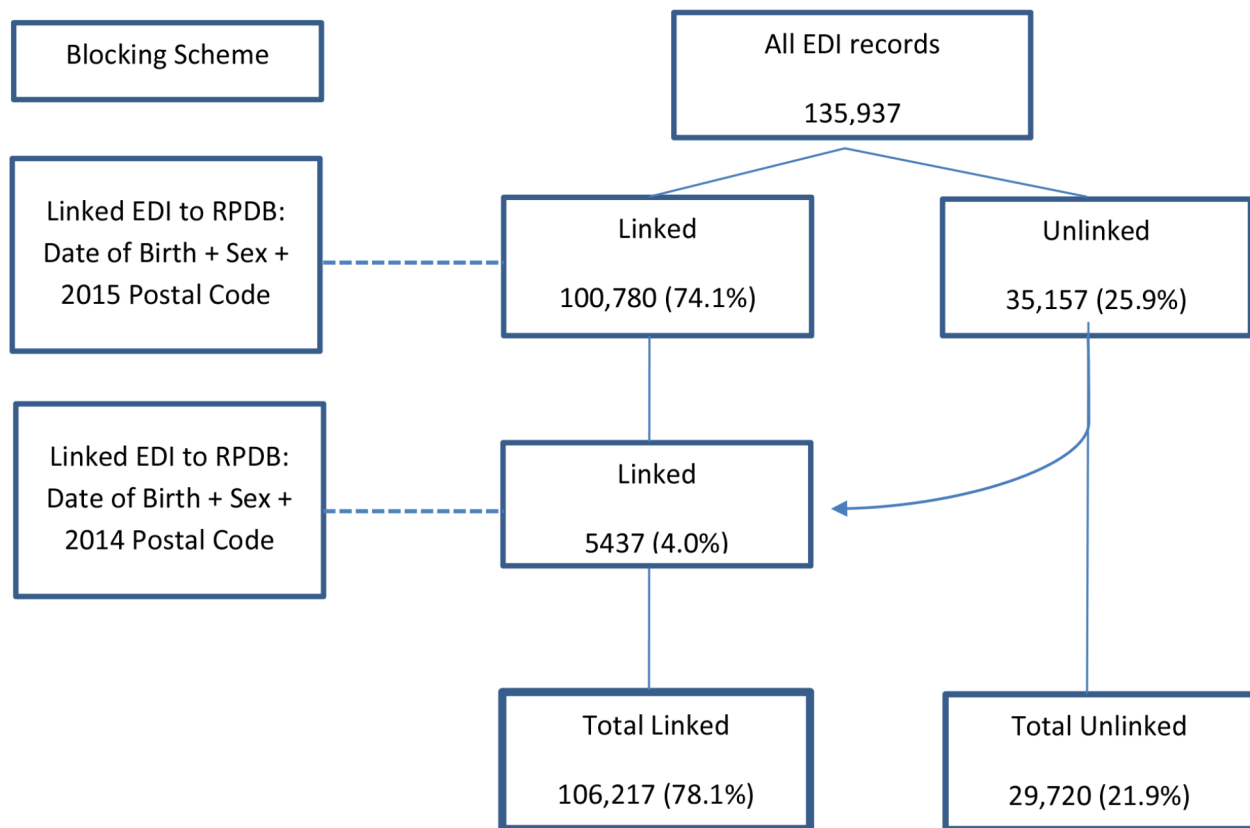 Blocking Scheme
All EDI records
135,937
Linked EDI to RPDB:
Date of Birth + Sex +
2015 Postal Code
Linked
100,780 (74.1%)
Unlinked
35,157 (25.9%)
Linked EDI to RPDB:
Date of Birth + Sex +
2014 Postal Code
Linked
5437 (4.0%)
Total Linked
106,217 (78.1%)
Total Unlinked
29,720 (21.9%)